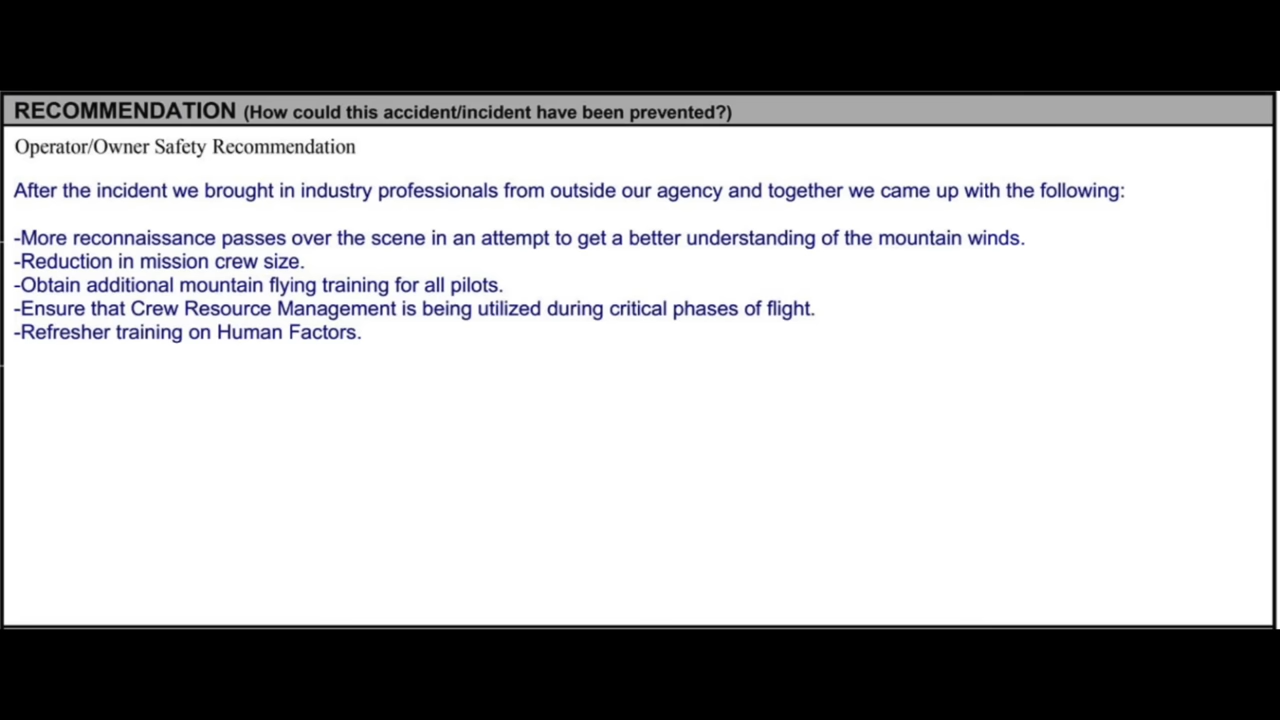 RECOMMENDATION (How could this accident/incident have been prevented?)
Operator/Owner Safety Recommendation
After the incident we brought in industry professionals from outside our agency and together we came up with the following:
-More reconnaissance passes over the scene in an attempt to get a better understanding of the mountain winds.
-Reduction in mission crew size.
-Obtain additional mountain flying training for all pilots.
-Ensure that Crew Resource Management is being utilized during critical phases of flight.
-Refresher training on Human Factors.